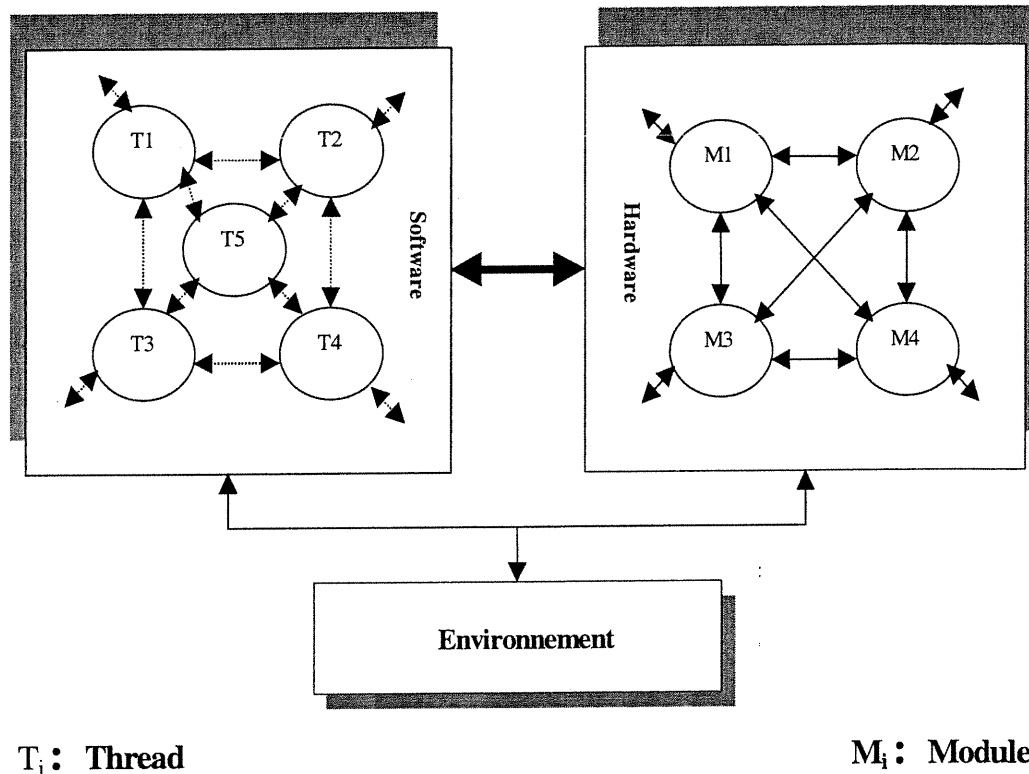 T1
T2
T5
T3
T4
Software
Hardware
M1
M2
M3
M4
Environnement
Ti : Thread
Mi : Module